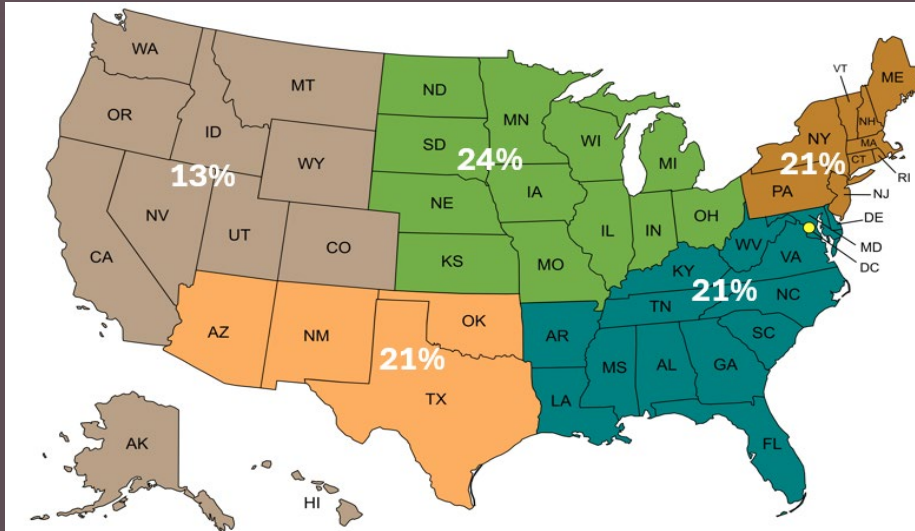 WA
MT
ND
MN
VT
ME
OR
ID
SD
WI
NY
NH
MA
WY
MI
CT
RI
13%
24%
21%
PA
NJ
NE
IA
NV
UT
CO
IL
IN
OH
DE
CA
KS
MO
WV
VA
MD
DC
KY
21%
NC
AZ
NM
OK
TN
AR
SC
21%
MS
AL
GA
TX
LA
FL
AK
HI